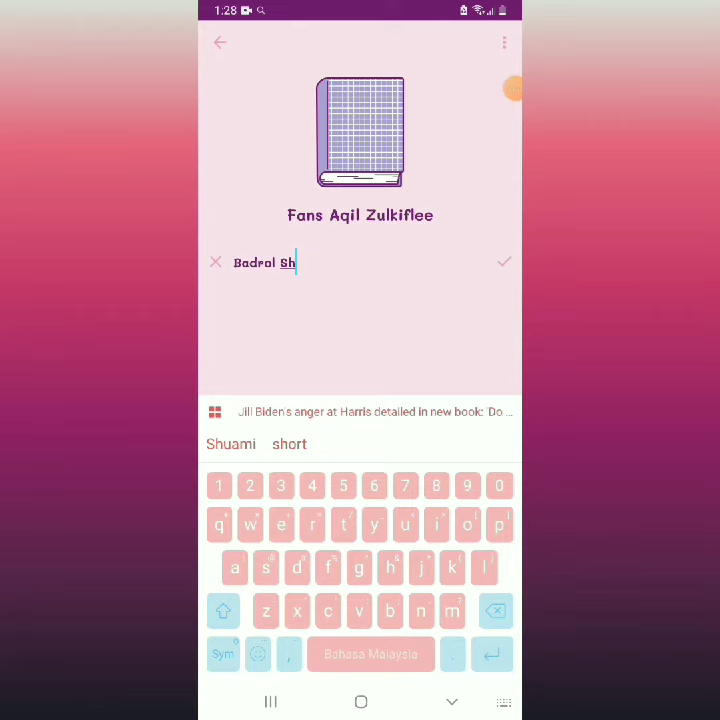 1:28
Fans Aqil Zulkiflee
Badrol Sh
Jill Biden's anger at Harris detailed in new book: 'Do ...
Shuami short
1 2 3 4 5 6 7 8 9 0
q w e r t y u i o p
a s d f g h j k l
z x c v b n m
Sym , Bahasa Malaysia .